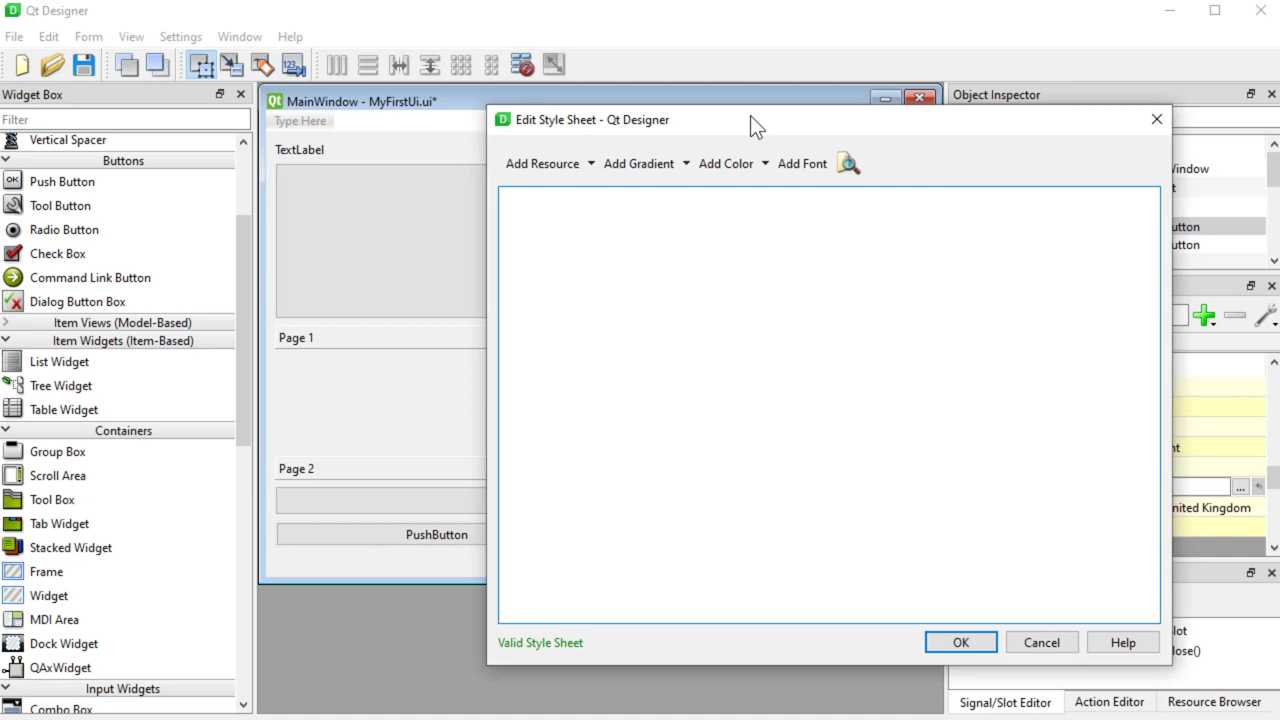 Qt Designer
File Edit Form View Settings Window Help
Widget Box
Filter
Vertical Spacer
Buttons
Push Button
Tool Button
Radio Button
Check Box
Command Link Button
Dialog Button Box
Item Views (Model-Based)
Item Widgets (Item-Based)
List Widget
Tree Widget
Table Widget
Containers
Group Box
Scroll Area
Tool Box
Tab Widget
Stacked Widget
Frame
Widget
MDI Area
Dock Widget
QAxWidget
Input Widgets
Combo Box
MainWindow - MyFirstUi.ui*
Type Here
TextLabel
Page 1
Page 2
PushButton
Edit Style Sheet - Qt Designer
Add Resource Add Gradient Add Color Add Font
Valid Style Sheet
OK Cancel Help
Object Inspector
indow
t
utton
utton
nt
...
nited Kingdom
lot
lose()
Signal/Slot Editor Action Editor Resource Browser